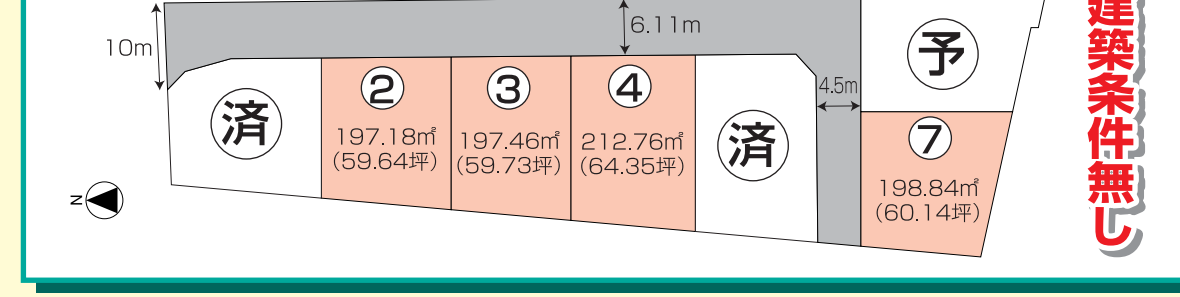 10m
6.11m
4.5m
済
②
197.18㎡
(59.64坪)
③
197.46㎡
(59.73坪)
④
212.76㎡
(64.35坪)
済
予
⑦
198.84㎡
(60.14坪)
N
建築条件無し